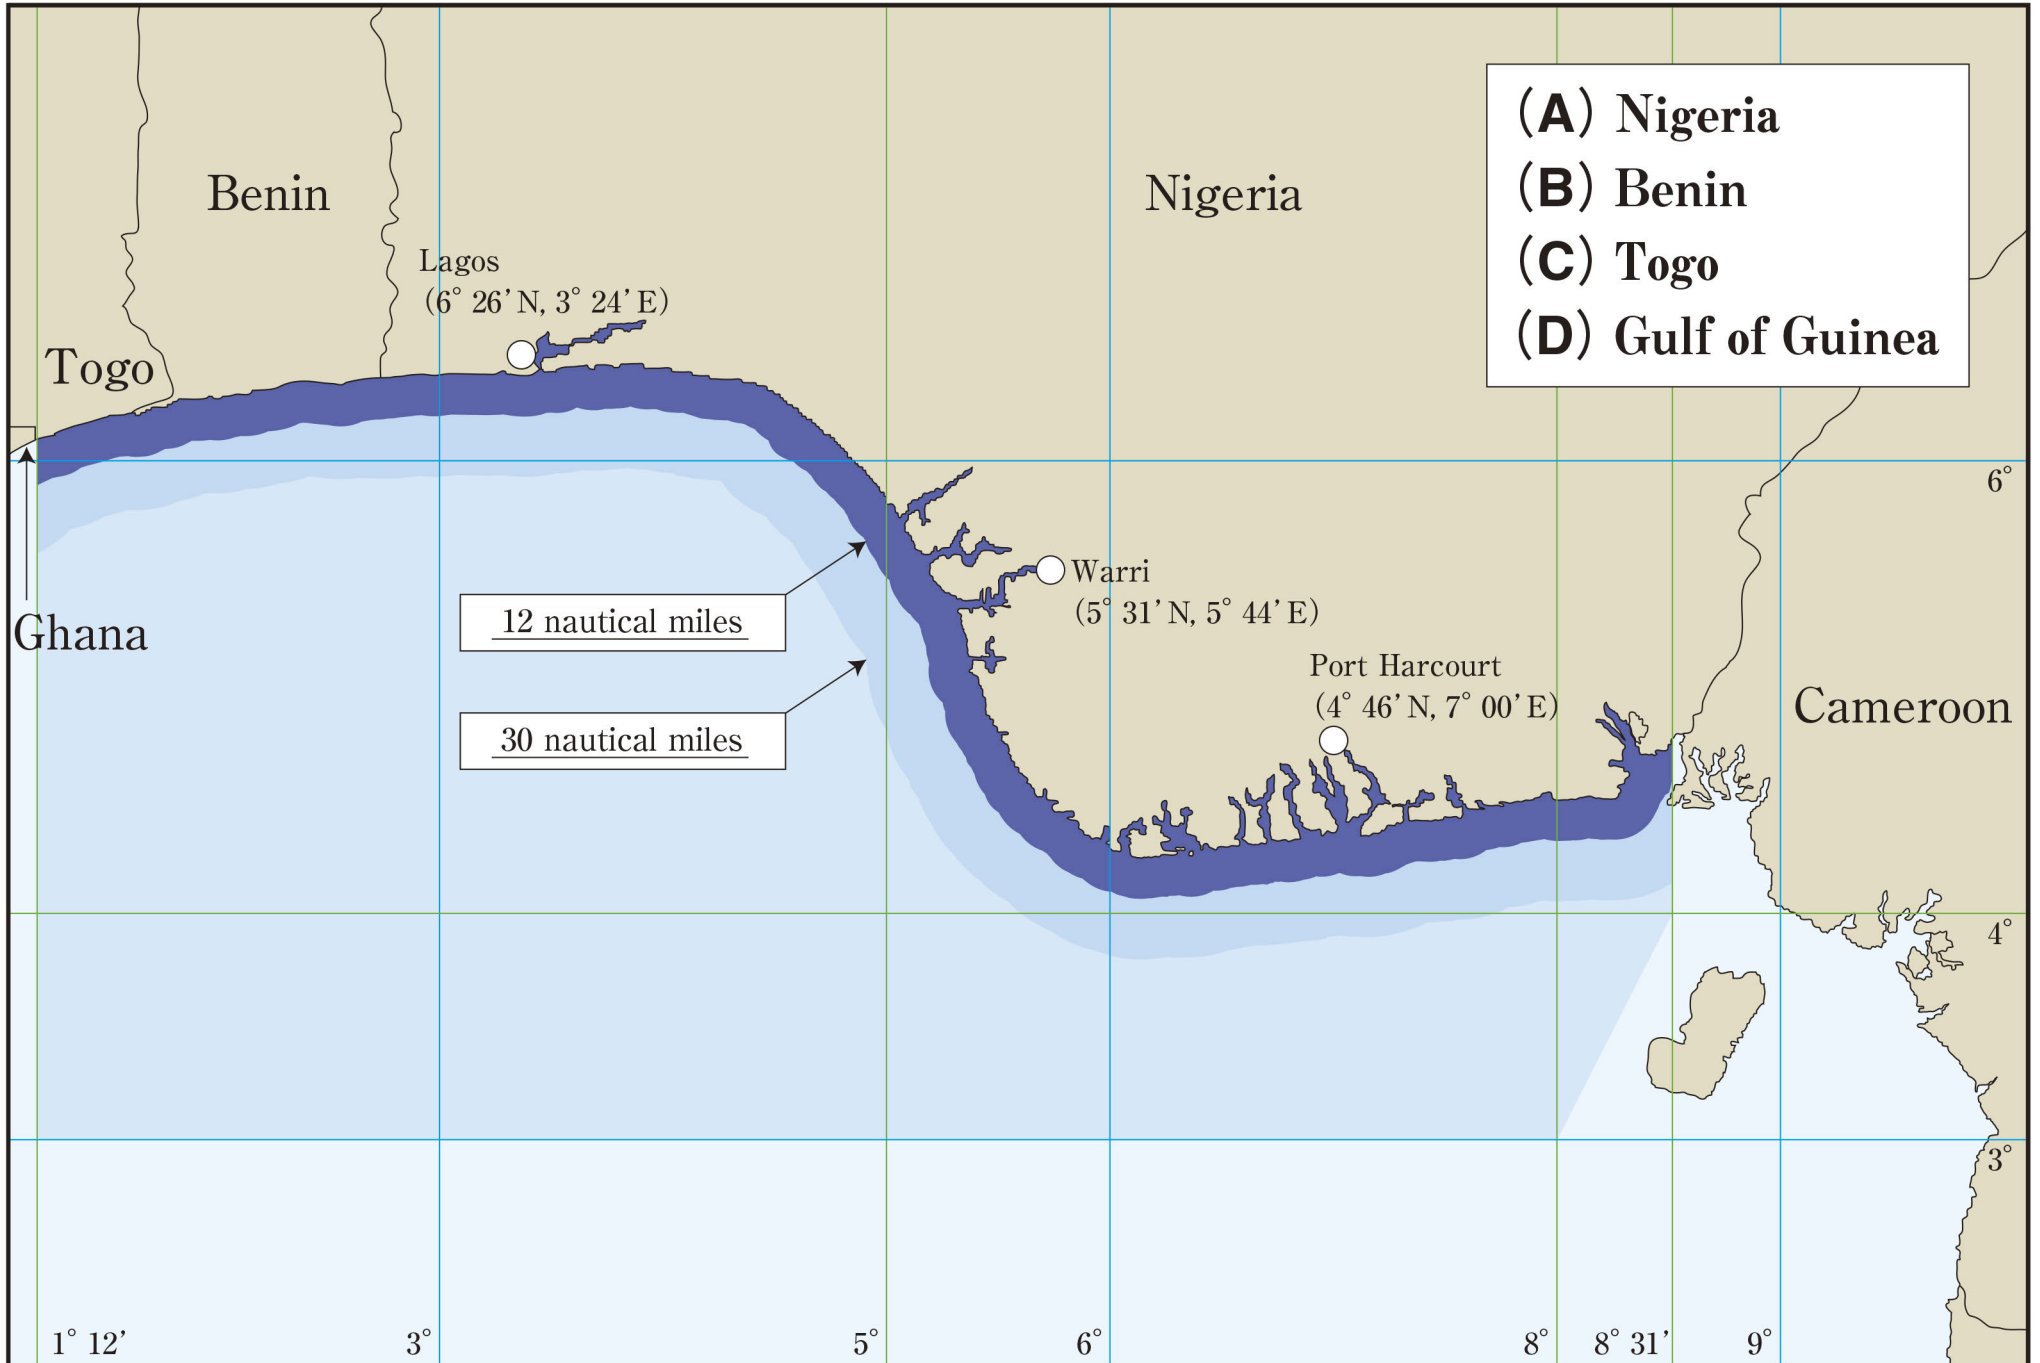 (A) Nigeria
(B) Benin
(C) Togo
(D) Gulf of Guinea
Benin
Nigeria
Lagos
(6° 26’ N, 3° 24’ E)
Togo
6°
Warri
(5° 31’ N, 5° 44’ E)
12 nautical miles
Ghana
Port Harcourt
(4° 46’ N, 7° 00’ E)
Cameroon
30 nautical miles
4°
3°
1° 12’
3°
5°
6°
8°
8° 31’
9°